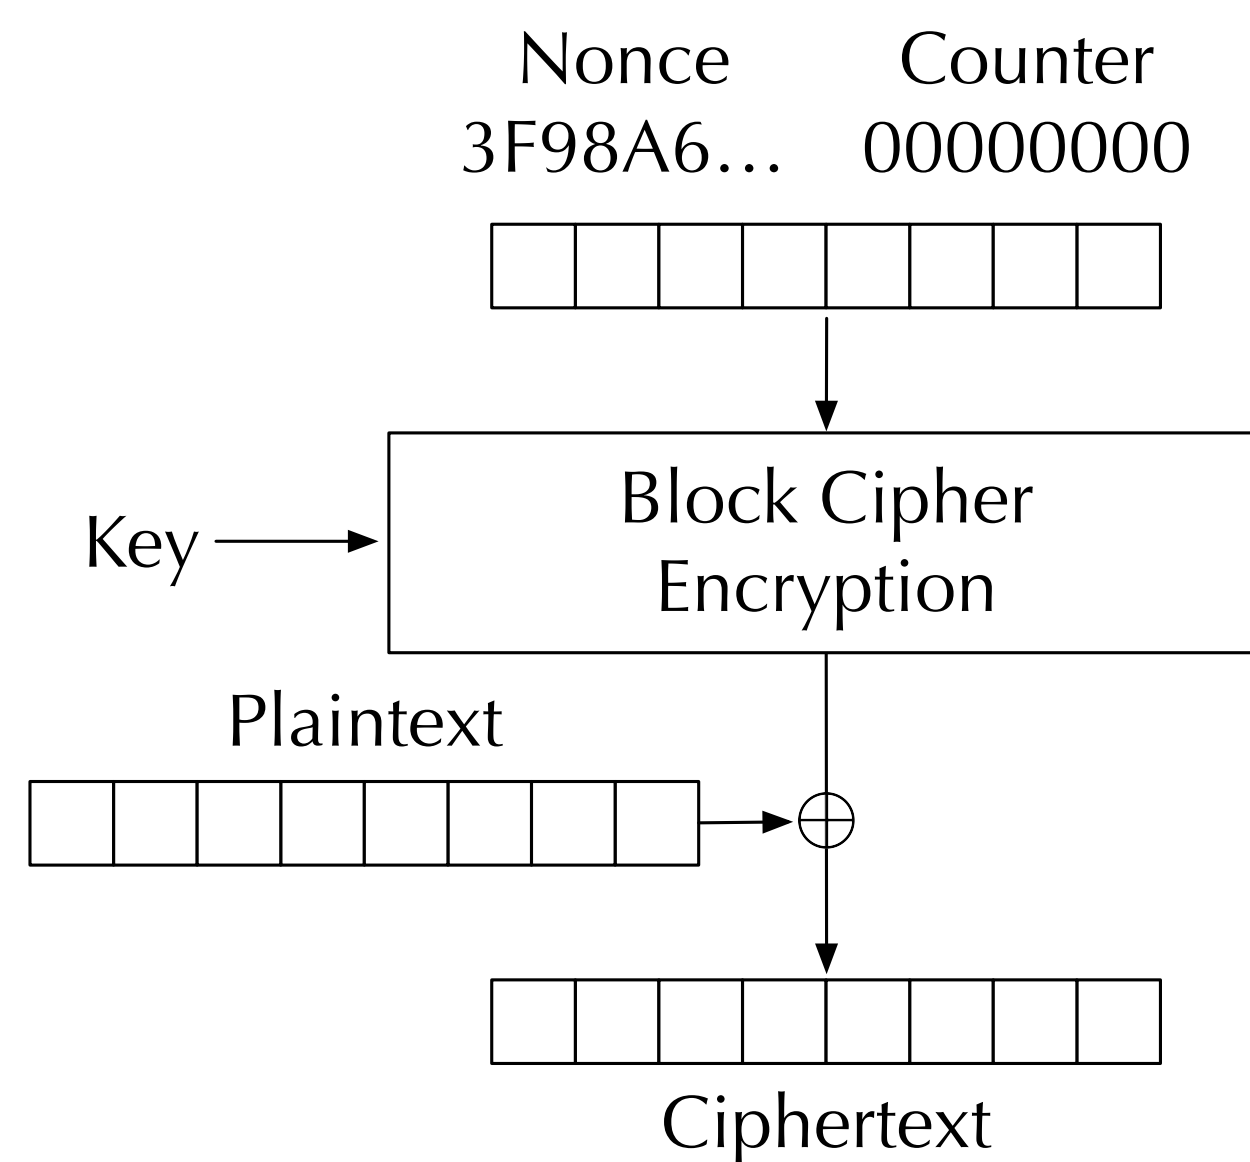 Nonce
3F98A6...
Counter
00000000
Block Cipher
Encryption
Key
Plaintext
Ciphertext